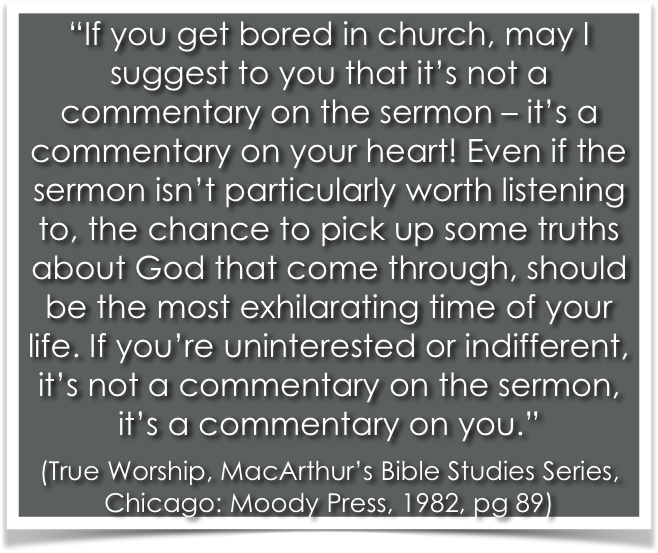 “If you get bored in church, may I
suggest to you that it’s not a
commentary on the sermon – it’s a
commentary on your heart! Even if the
sermon isn’t particularly worth listening
to, the chance to pick up some truths
about God that come through, should
be the most exhilarating time of your
life. If you’re uninterested or indifferent,
it’s not a commentary on the sermon,
it’s a commentary on you.”
(True Worship, MacArthur’s Bible Studies Series,
Chicago: Moody Press, 1982, pg 89)